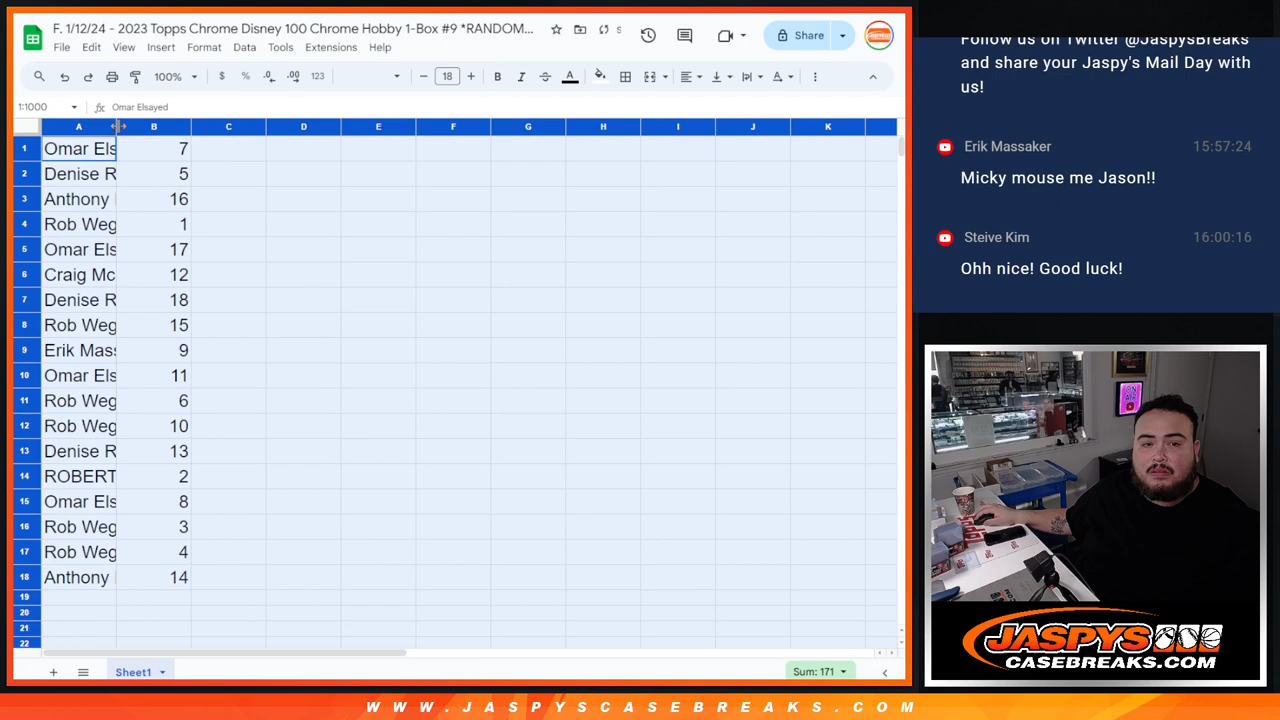 F. 1/12/24 - 2023 Topps Chrome Disney 100 Chrome Hobby 1-Box #9 *RANDOM...
File Edit View Insert Format Data Tools Extensions Help
Share
100% $ % .0 .00 123 18
1:1000 fx Omar Elsayed
A B C D E F G H I J K
1 Omar Els 7
2 Denise R 5
3 Anthony 16
4 Rob Weg 1
5 Omar Els 17
6 Craig Mc 12
7 Denise R 18
8 Rob Weg 15
9 Erik Mass 9
10 Omar Els 11
11 Rob Weg 6
12 Rob Weg 10
13 Denise R 13
14 ROBERT 2
15 Omar Els 8
16 Rob Weg 3
17 Rob Weg 4
18 Anthony 14
19
20
21
22
Sheet1
Sum: 171
Follow us on Twitter @JaspysBreaks
and share your Jaspy's Mail Day with
us!
Erik Massaker 15:57:24
Micky mouse me Jason!!
Steive Kim 16:00:16
Ohh nice! Good luck!
ON AIR
JASPYS
CASEBREAKS.COM
WWW.JASPYSCASEBREAKS.COM